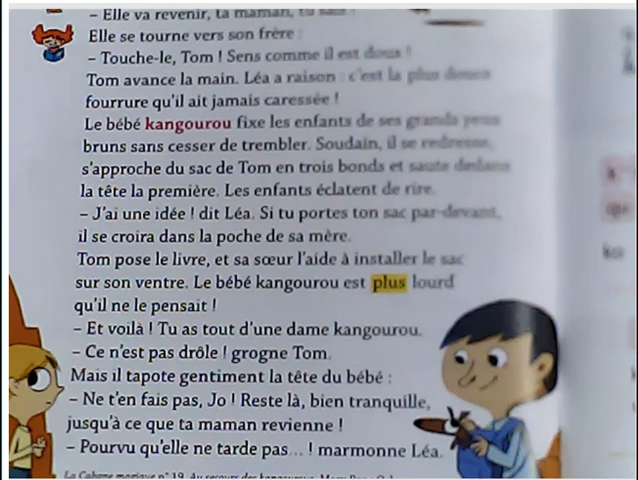 – Elle va revenir, ta maman, tu sais !
Elle se tourne vers son frère :
– Touche-le, Tom ! Sens comme il est doux !
Tom avance la main. Léa a raison : c'est la plus douce
fourrure qu'il ait jamais caressée !
Le bébé kangourou fixe les enfants de ses grands yeux
bruns sans cesser de trembler. Soudain, il se redresse,
s'approche du sac de Tom en trois bonds et saute dedans
la tête la première. Les enfants éclatent de rire.
– J'ai une idée ! dit Léa. Si tu portes ton sac par-devant,
il se croira dans la poche de sa mère.
Tom pose le livre, et sa sœur l'aide à installer le sac
sur son ventre. Le bébé kangourou est plus lourd
qu'il ne le pensait !
– Et voilà ! Tu as tout d'une dame kangourou.
– Ce n'est pas drôle ! grogne Tom.
Mais il tapote gentiment la tête du bébé :
– Ne t'en fais pas, Jo ! Reste là, bien tranquille,
jusqu'à ce que ta maman revienne !
– Pourvu qu'elle ne tarde pas... ! marmonne Léa.
La Cabane magique n° 19, Au secours des kangourous